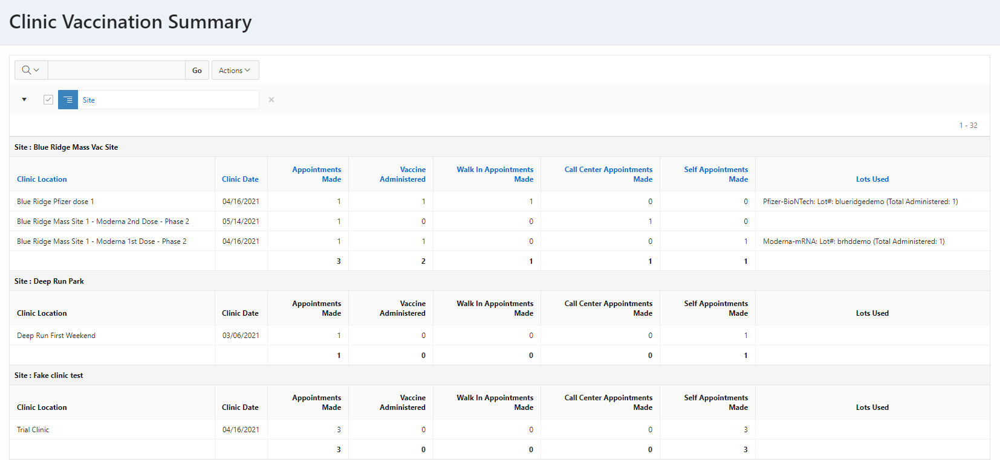 Clinic Vaccination Summary
Go
Actions
Site
1 - 32
Site : Blue Ridge Mass Vac Site
Clinic Location Clinic Date Appointments Made Vaccine Administered Walk In Appointments Made Call Center Appointments Made Self Appointments Made Lots Used
Blue Ridge Pfizer dose 1 04/16/2021 1 1 1 0 0 Pfizer-BioNTech: Lot#: blueridgedemo (Total Administered: 1)
Blue Ridge Mass Site 1 - Moderna 2nd Dose - Phase 2 05/14/2021 1 0 0 1 0
Blue Ridge Mass Site 1 - Moderna 1st Dose - Phase 2 04/16/2021 1 1 0 0 1 Moderna-mRNA: Lot#: brhddemo (Total Administered: 1)
3 2 1 1 1
Site : Deep Run Park
Clinic Location Clinic Date Appointments Made Vaccine Administered Walk In Appointments Made Call Center Appointments Made Self Appointments Made Lots Used
Deep Run First Weekend 03/06/2021 1 0 0 0 1
1 0 0 0 1
Site : Fake clinic test
Clinic Location Clinic Date Appointments Made Vaccine Administered Walk In Appointments Made Call Center Appointments Made Self Appointments Made Lots Used
Trial Clinic 04/16/2021 3 0 0 0 3
3 0 0 0 3